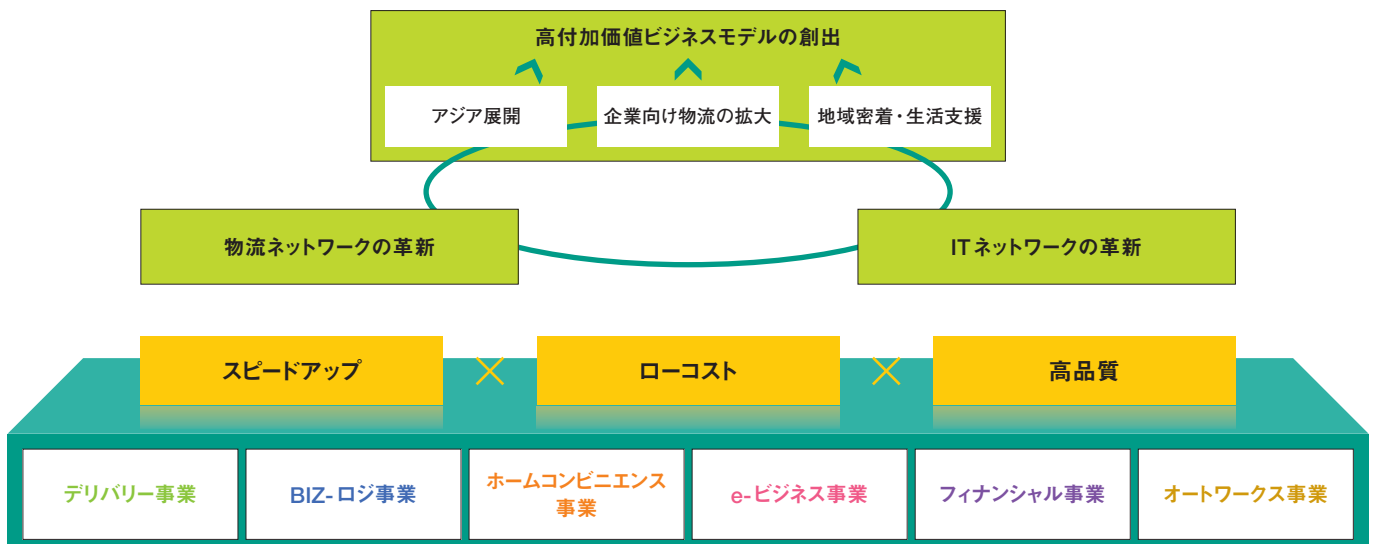 高付加価値ビジネスモデルの創出
アジア展開
企業向け物流の拡大
地域密着・生活支援
物流ネットワークの革新
ITネットワークの革新
スピードアップ
×
ローコスト
×
高品質
デリバリー事業
BIZ-ロジ事業
ホームコンビニエンス
事業
e-ビジネス事業
フィナンシャル事業
オートワークス事業